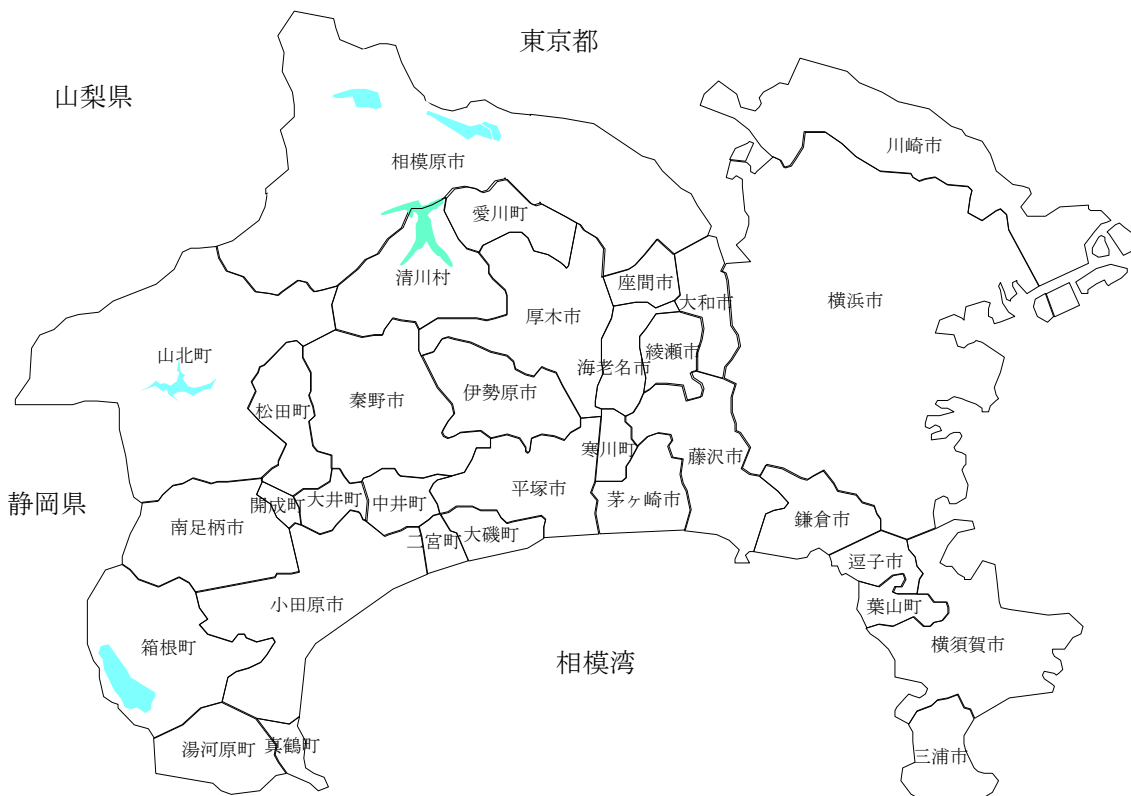 東京都
山梨県
川崎市
相模原市
愛川町
清川村
座間市
大和市
横浜市
厚木市
山北町
綾瀬市
海老名市
伊勢原市
秦野市
松田町
寒川町
藤沢市
平塚市
静岡県
開成町
大井町
中井町
茅ヶ崎市
南足柄市
鎌倉市
二宮町
大磯町
逗子市
小田原市
葉山町
箱根町
横須賀市
相模湾
湯河原町
真鶴町
三浦市